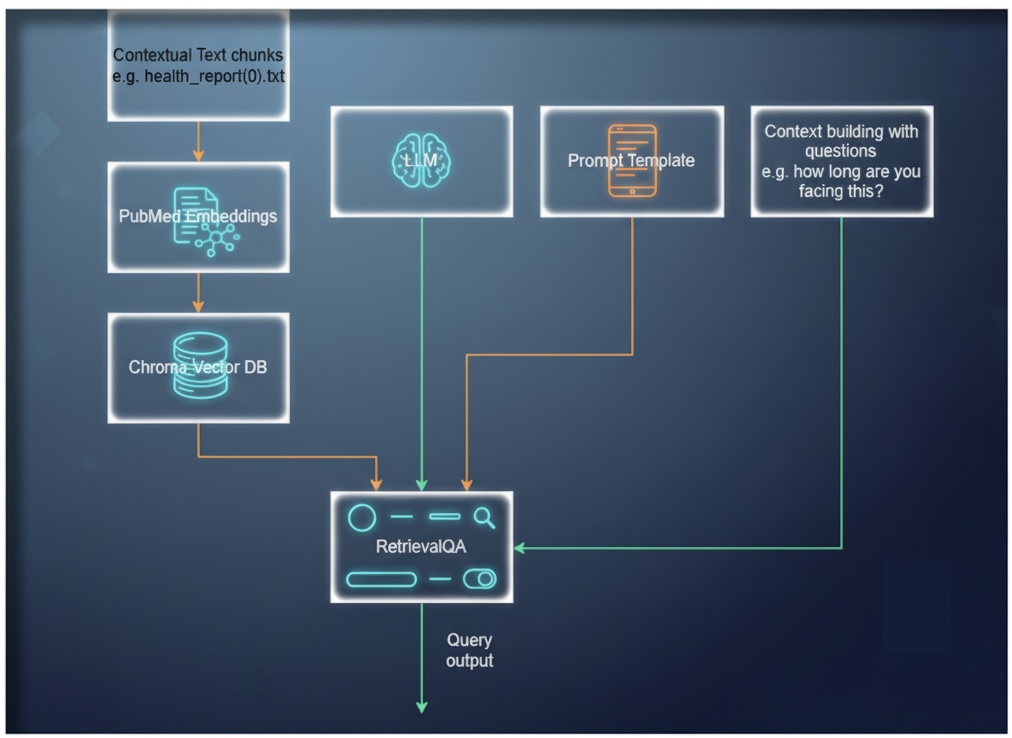 Contextual Text chunks
e.g. health_report(0).txt
LLM
Prompt Template
Context building with
questions
e.g. how long are you
facing this?
PubMed Embeddings
Chroma Vector DB
RetrievalQA
Query
output